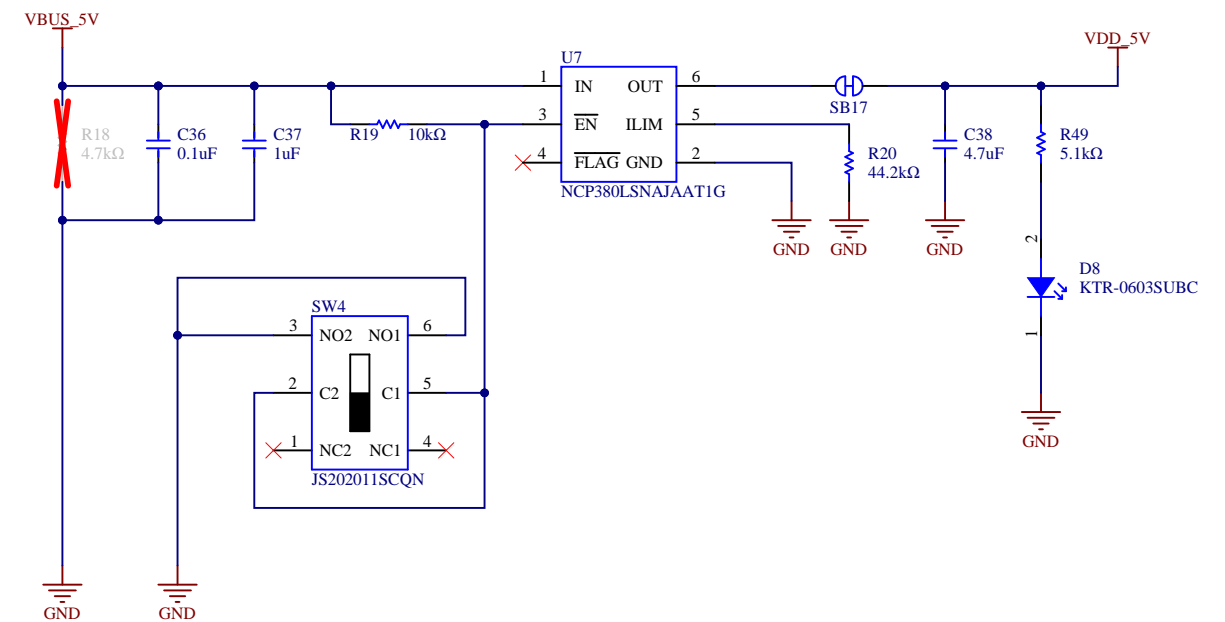 VBUS_5V
VDD_5V
U7
1
IN
OUT
6
SB17
R18
4.7kΩ
C36
0.1uF
C37
1uF
R19
10kΩ
3
EN
ILIM
5
4
FLAG
GND
2
NCP380LSNAJAAT1G
R20
44.2kΩ
C38
4.7uF
R49
5.1kΩ
GND
GND
GND
2
D8
KTR-0603SUBC
1
GND
SW4
3
NO2
NO1
6
2
C2
C1
5
1
NC2
NC1
4
JS202011SCQN
GND
GND